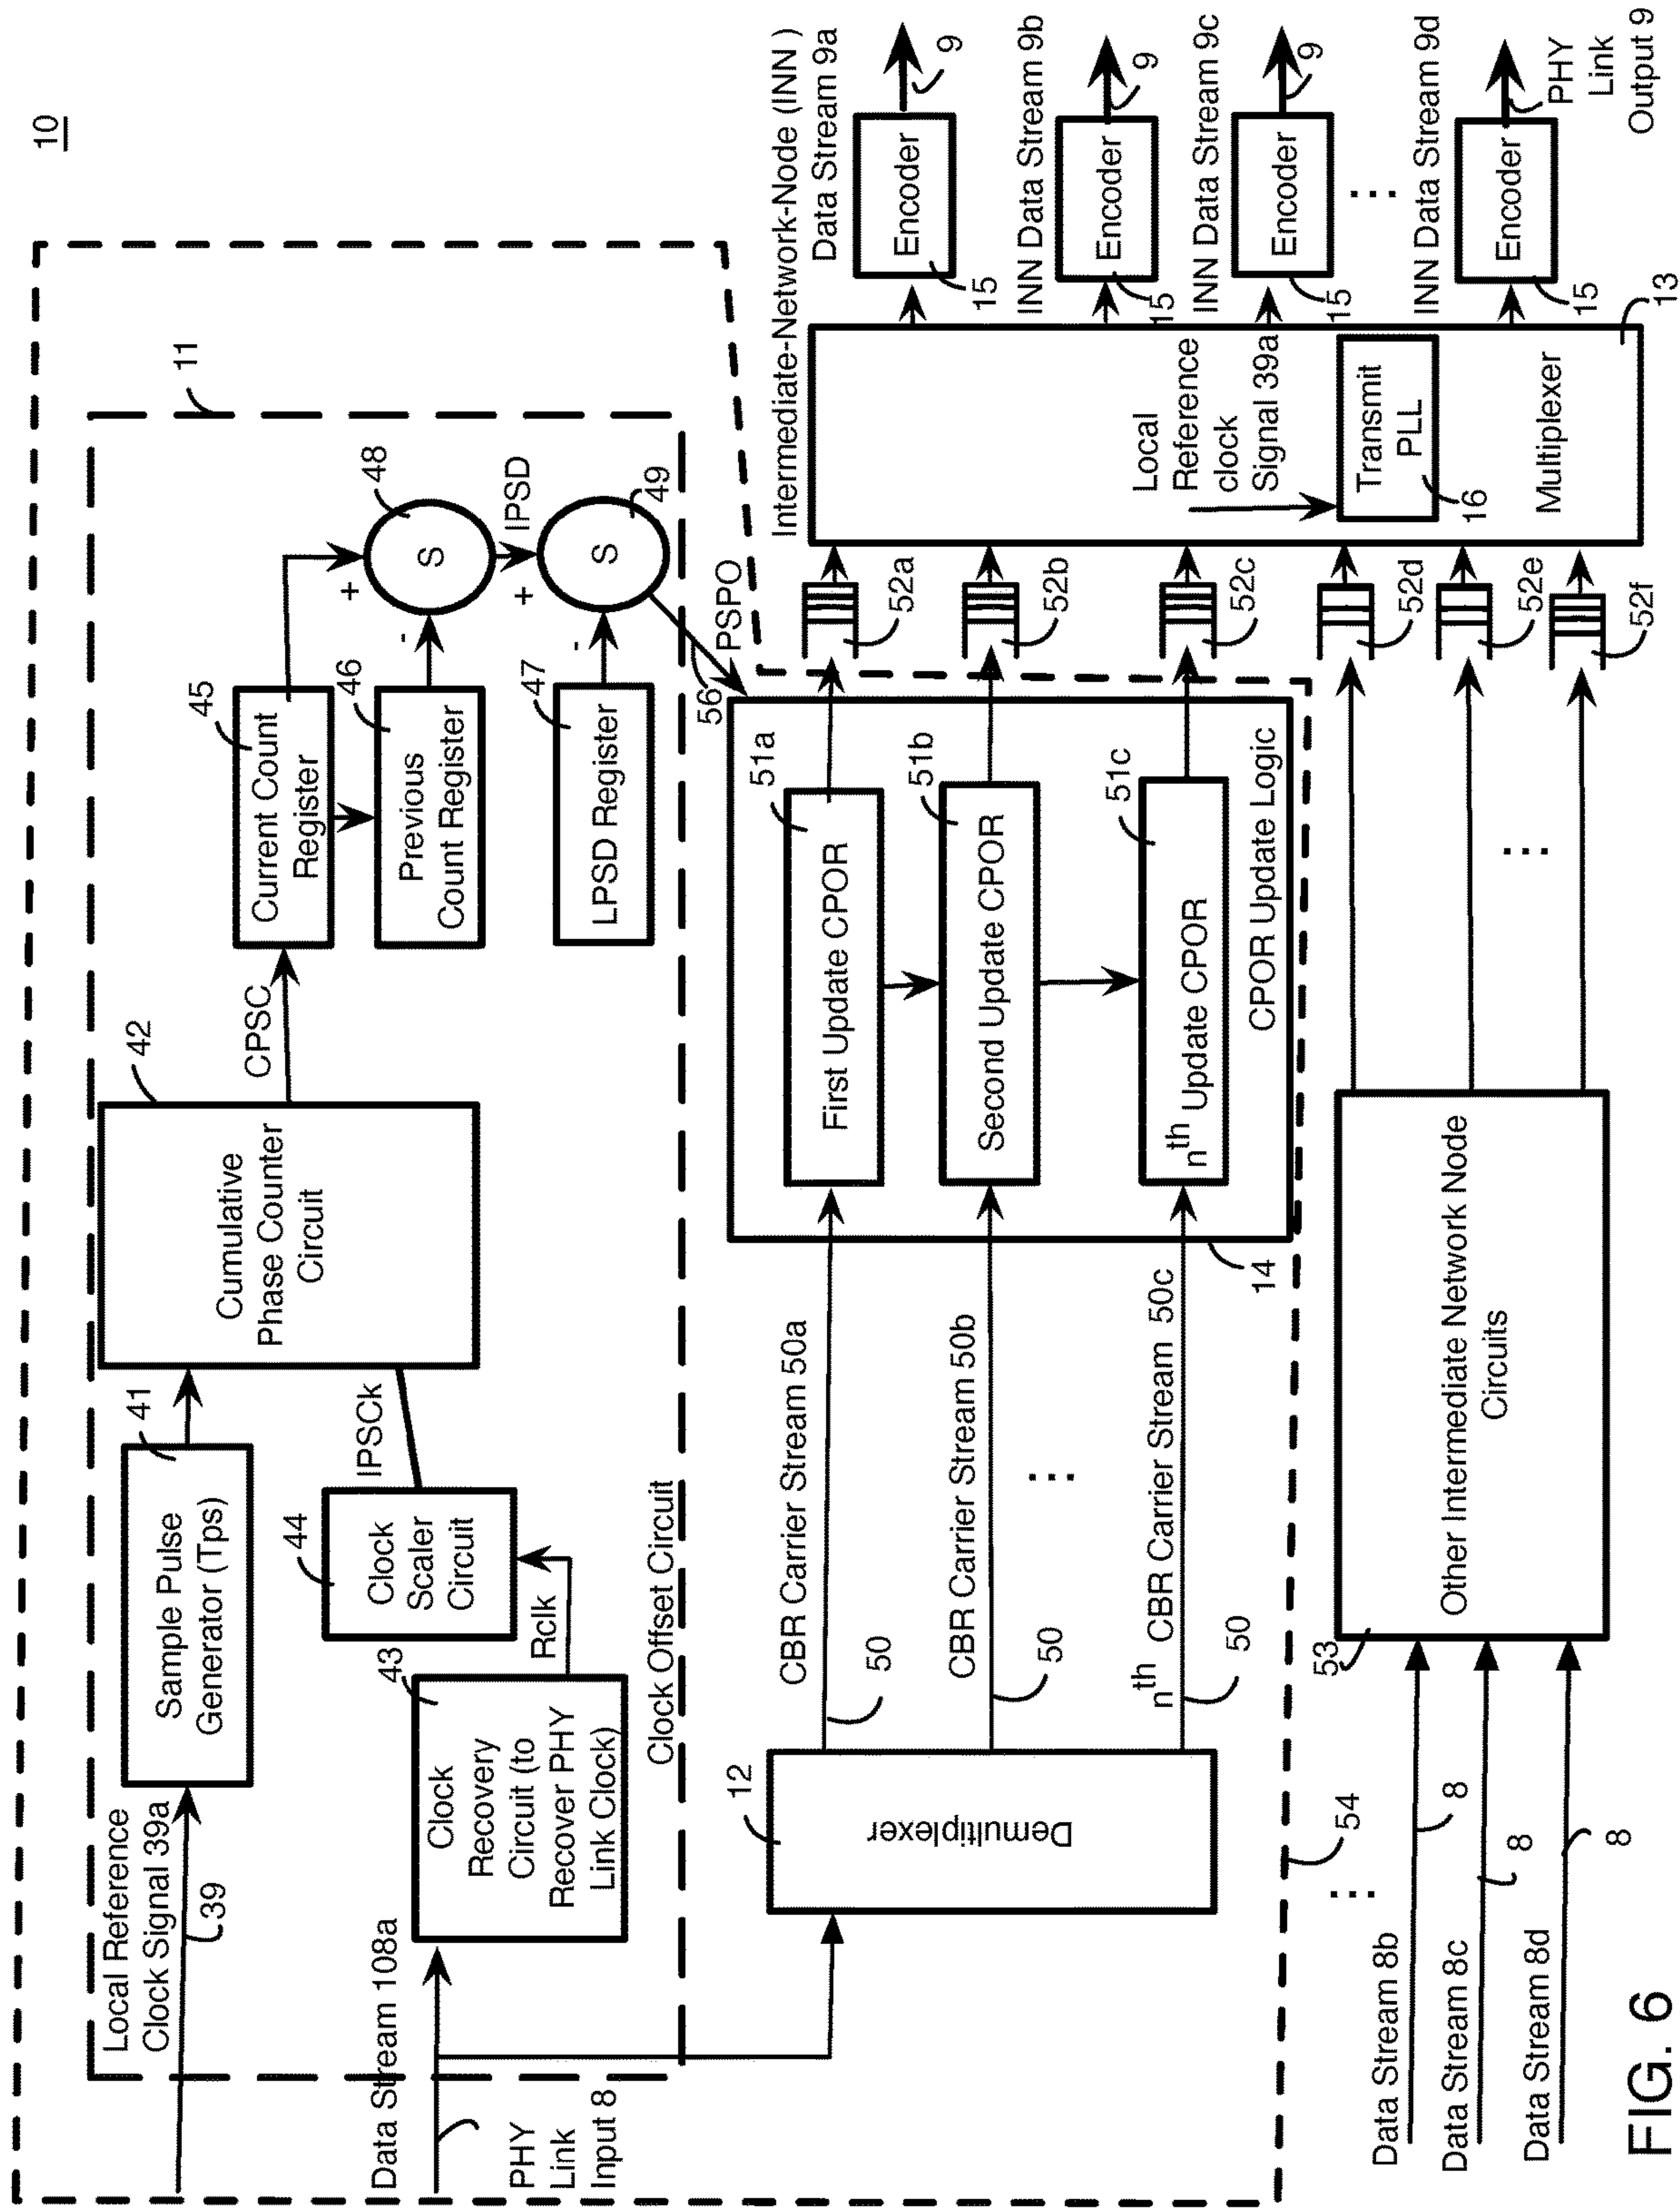 10
11
Local Reference
Clock Signal 39a
39
Sample Pulse
Generator (Tps)
41
Cumulative
Phase Counter
Circuit
42
CPSC
Current Count
Register
45
Previous
Count Register
46
LPSD Register
47
+
-
S
48
IPSD
+
-
S
49
56
PSPO
IPSCk
Clock
Scaler
Circuit
44
Rclk
Clock
Recovery
Circuit (to
Recover PHY
Link Clock)
43
Data Stream 108a
PHY
Link
Input 8
Clock Offset Circuit
Demultiplexer
12
CBR Carrier Stream 50a
50
CBR Carrier Stream 50b
50
...
nth CBR Carrier Stream 50c
50
First Update CPOR
51a
Second Update CPOR
51b
nth Update CPOR
51c
CPOR Update Logic
14
52a
52b
52c
52d
52e
52f
Intermediate-Network-Node (INN )
Data Stream 9a
Encoder
15
9
INN Data Stream 9b
Encoder
15
9
INN Data Stream 9c
Encoder
15
9
...
INN Data Stream 9d
Encoder
15
PHY
Link
Output 9
Local
Reference
clock
Signal 39a
Transmit
PLL
16
Multiplexer
13
54
...
Data Stream 8b
8
Data Stream 8c
8
Data Stream 8d
8
53
Other Intermediate Network Node
Circuits
...
FIG. 6